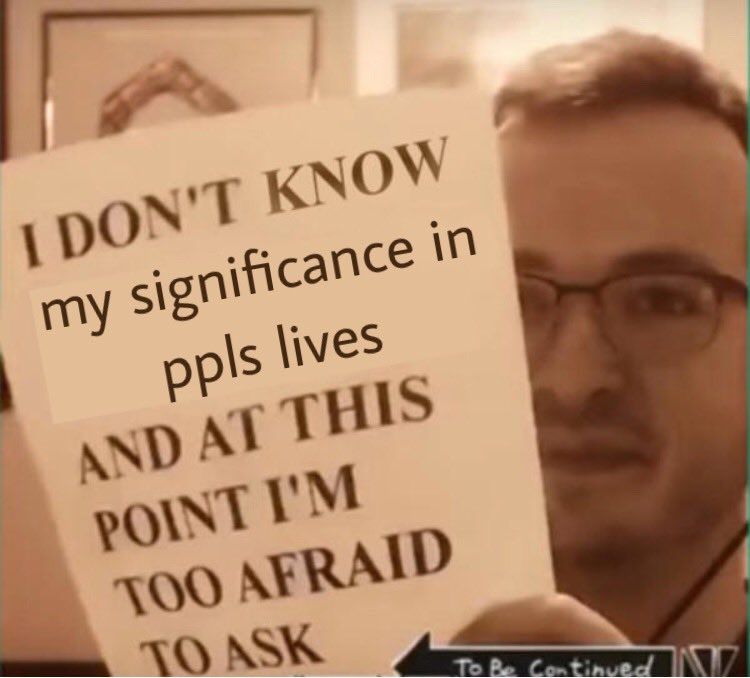 I DON'T KNOW
my significance in
ppls lives
AND AT THIS
POINT I'M
TOO AFRAID
TO ASK
To Be Continued